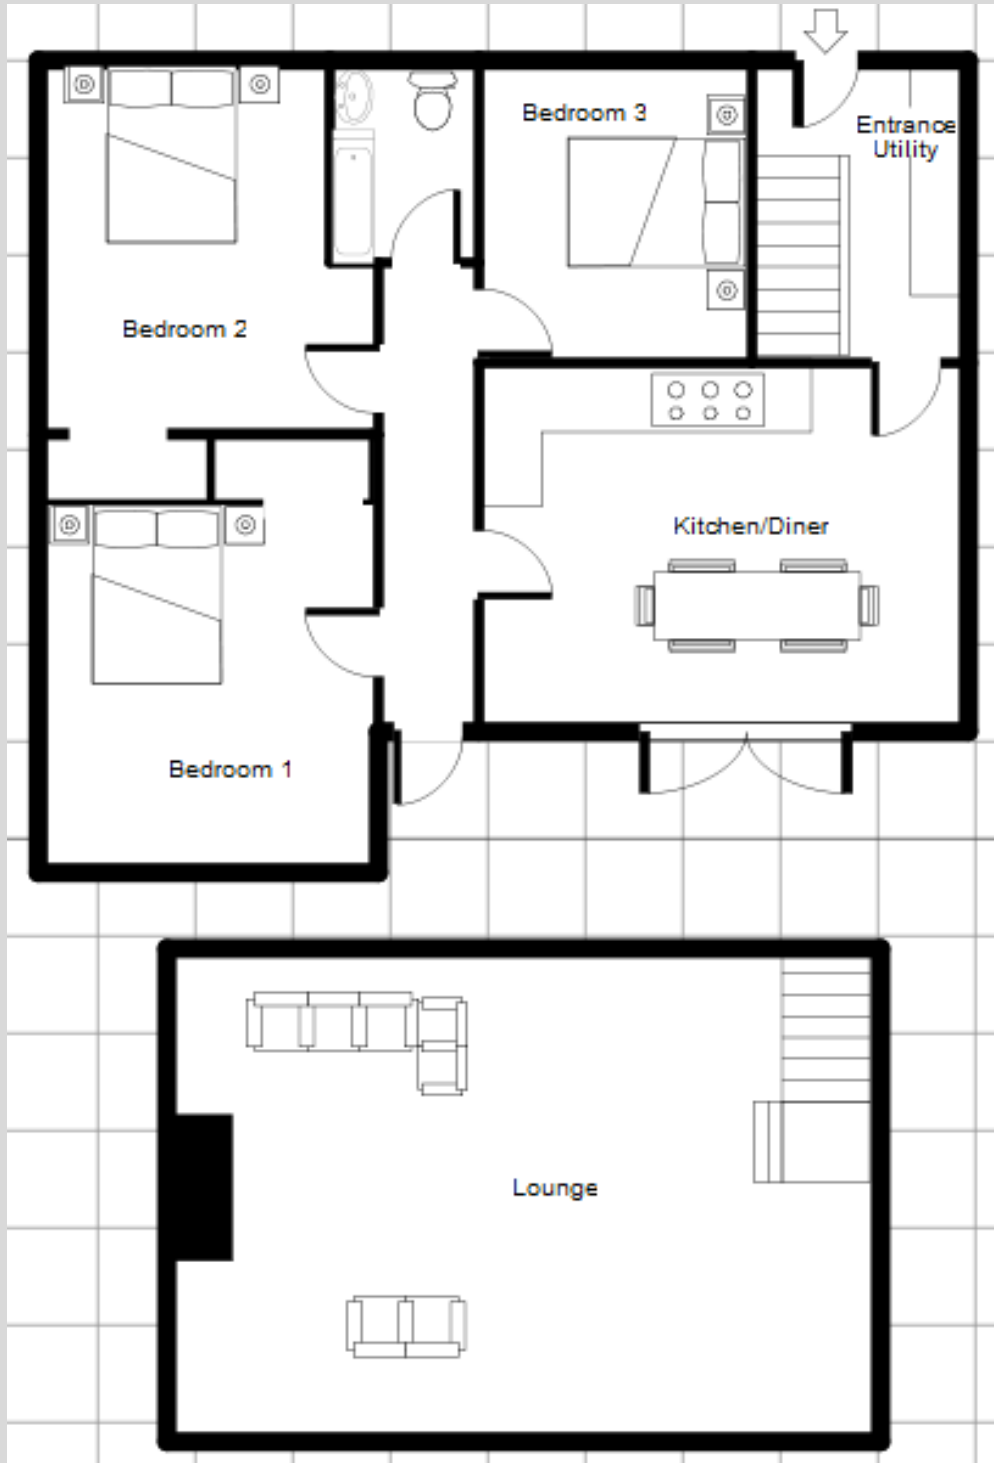 Bedroom 3
Entrance
Utility
Bedroom 2
Kitchen/Diner
Bedroom 1
Lounge